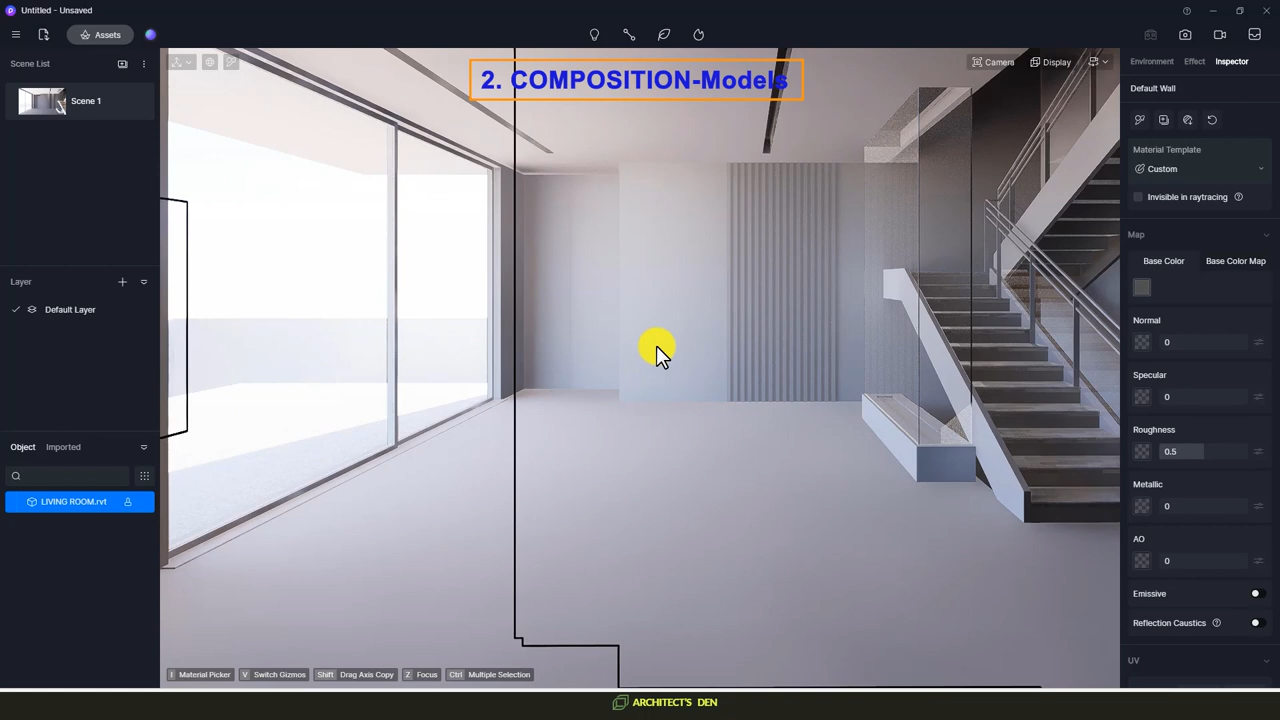 Untitled - Unsaved
Assets
Scene List
Scene 1
Layer
Default Layer
Object Imported
LIVING ROOM.rvt
2. COMPOSITION-Models
Camera Display
I Material Picker V Switch Gizmos Shift Drag Axis Copy Z Focus Ctrl Multiple Selection
Environment Effect Inspector
Default Wall
Material Template
Custom
Invisible in raytracing
Map
Base Color Base Color Map
Normal
0
Specular
0
Roughness
0.5
Metallic
0
AO
0
Emissive
Reflection Caustics
UV
ARCHITECT'S DEN